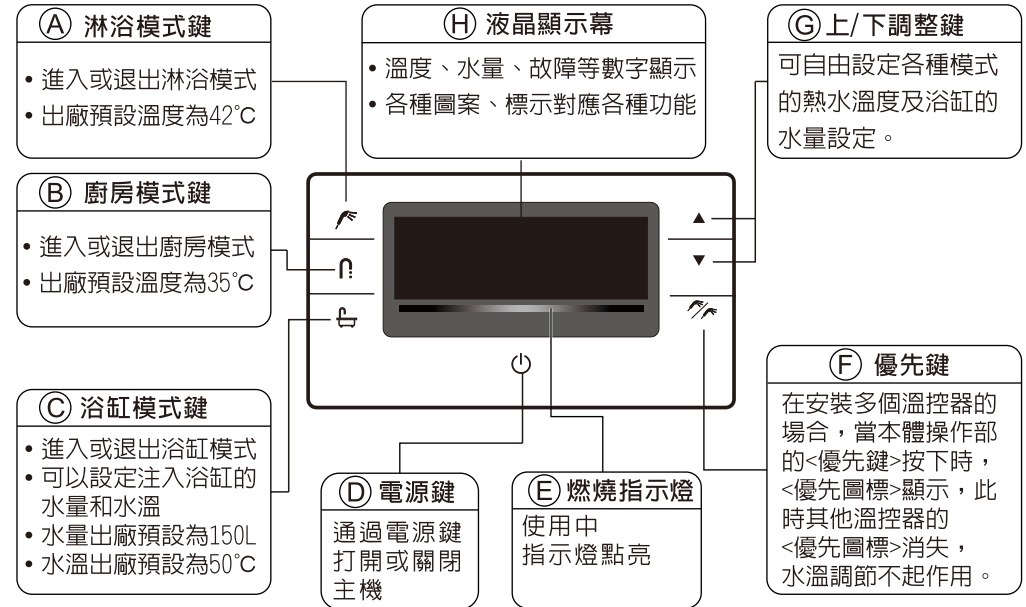 Ⓐ 淋浴模式鍵
• 進入或退出淋浴模式
• 出廠預設溫度為42℃
Ⓑ 廚房模式鍵
• 進入或退出廚房模式
• 出廠預設溫度為35℃
Ⓒ 浴缸模式鍵
• 進入或退出浴缸模式
• 可以設定注入浴缸的
水量和水溫
• 水量出廠預設為150L
• 水溫出廠預設為50℃
Ⓗ 液晶顯示幕
• 溫度、水量、故障等數字顯示
• 各種圖案、標示對應各種功能
Ⓓ 電源鍵
通過電源鍵
打開或關閉
主機
Ⓔ 燃燒指示燈
使用中
指示燈點亮
Ⓖ 上/下調整鍵
可自由設定各種模式
的熱水溫度及浴缸的
水量設定。
Ⓕ 優先鍵
在安裝多個溫控器的
場合，當本體操作部
的<優先鍵>按下時，
<優先圖標>顯示，此
時其他溫控器的
<優先圖標>消失，
水溫調節不起作用。